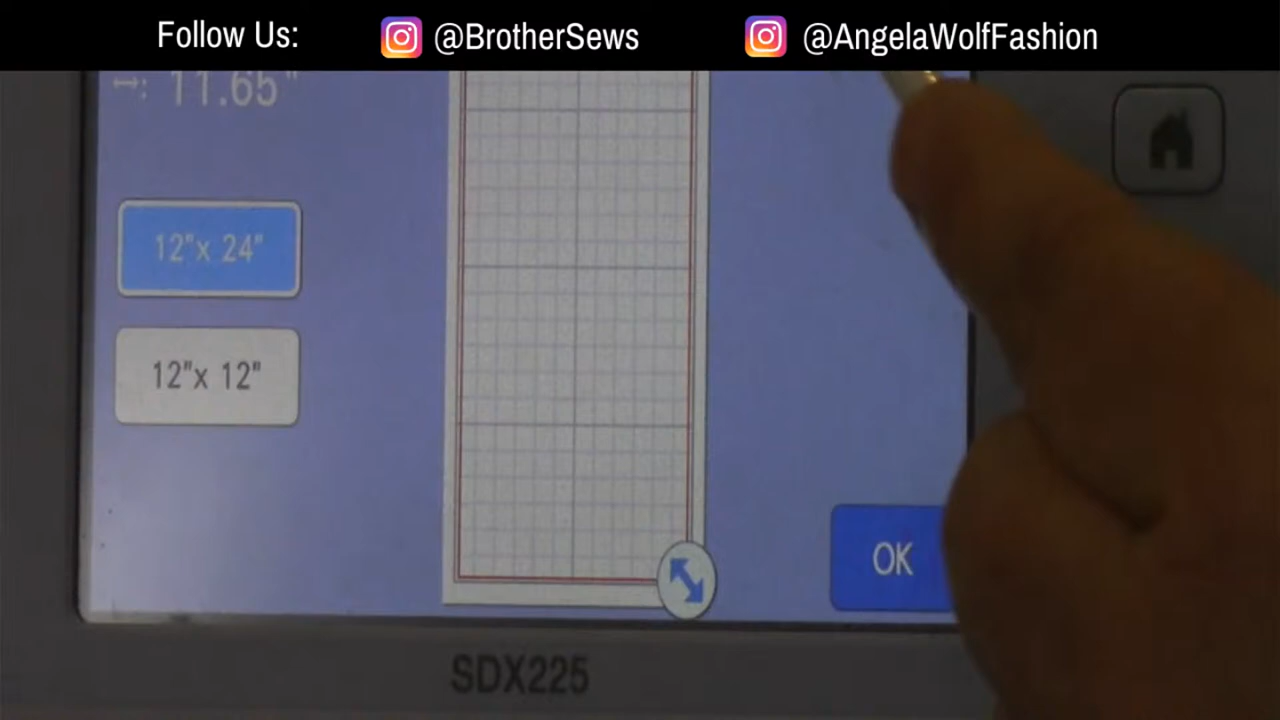 Follow Us: @BrotherSews @AngelaWolfFashion
↔: 11.65"
12"x 24"
12"x 12"
OK
SDX225